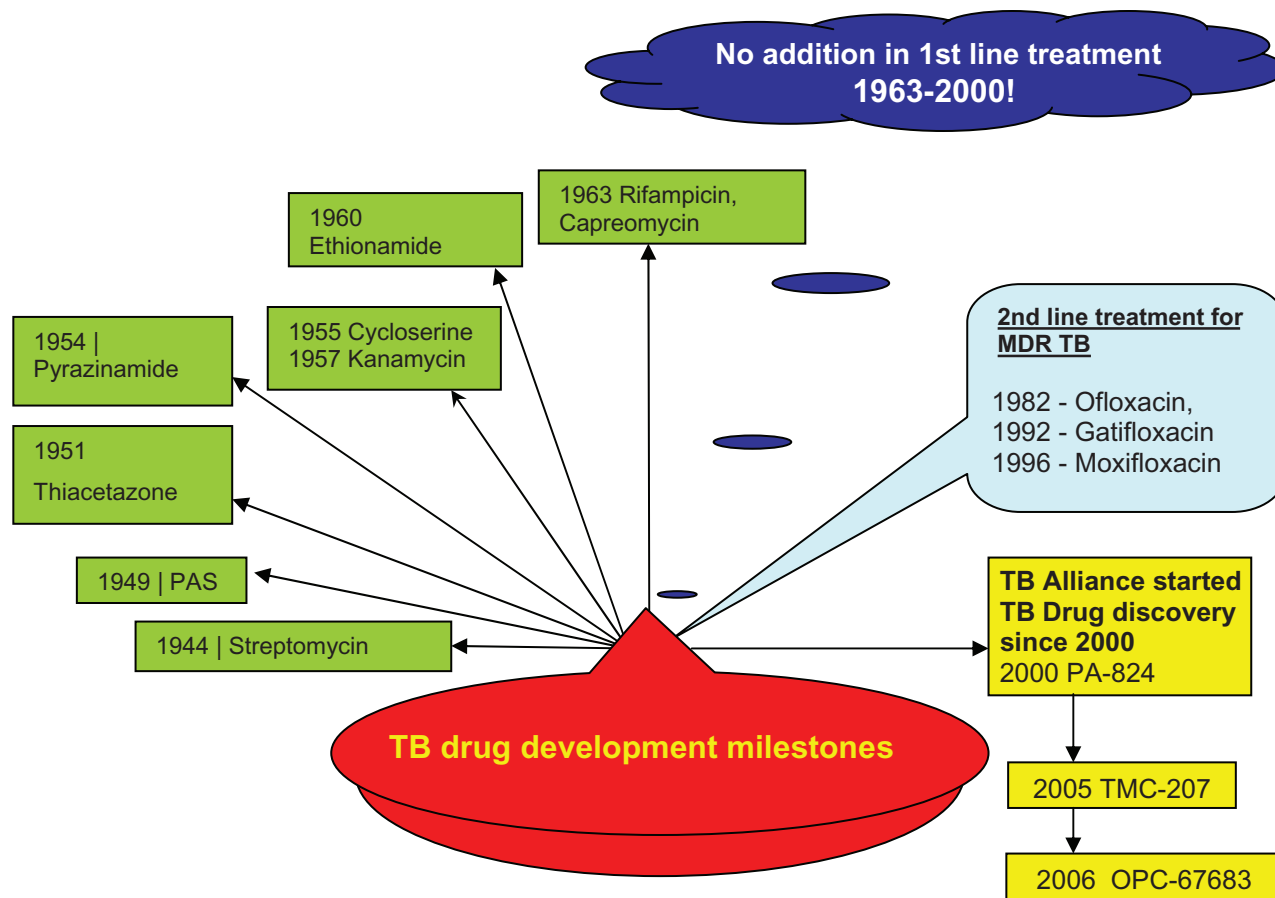 No addition in 1st line treatment
1963-2000!
1963 Rifampicin,
Capreomycin
1960
Ethionamide
1955 Cycloserine
1957 Kanamycin
1954 |
Pyrazinamide
1951
Thiacetazone
1949 | PAS
1944 | Streptomycin
2nd line treatment for
MDR TB
1982 - Ofloxacin,
1992 - Gatifloxacin
1996 - Moxifloxacin
TB Alliance started
TB Drug discovery
since 2000
2000 PA-824
2005 TMC-207
2006 OPC-67683
TB drug development milestones